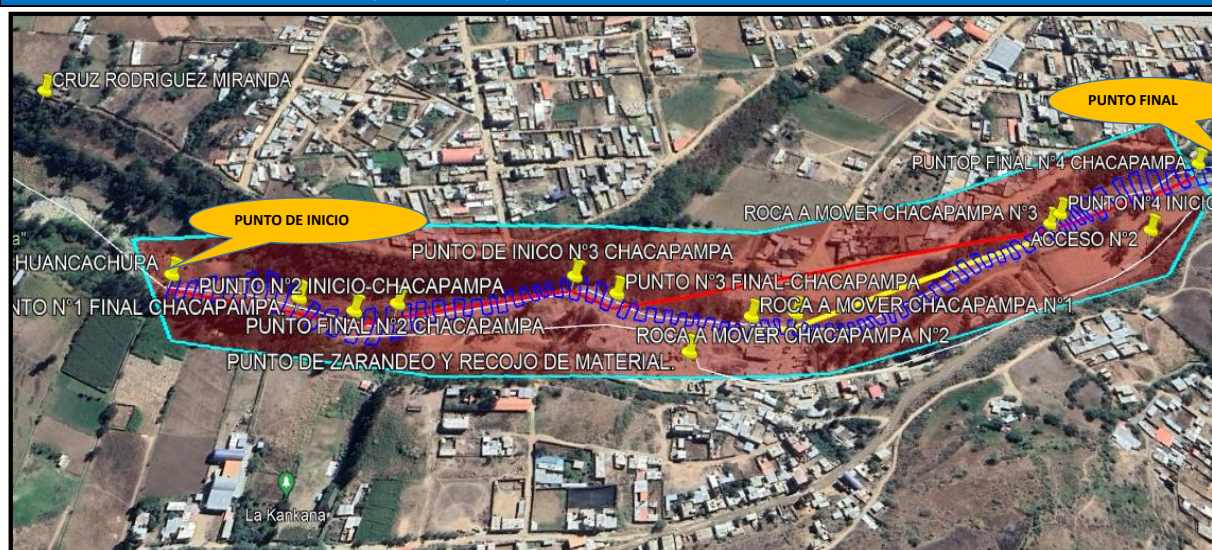 CRUZ RODRIGUEZ MIRANDA
PUNTO FINAL
PUNTOP FINAL N°4 CHACAPAMPA
PUNTO DE INICIO
ROCA A MOVER CHACAPAMPA N°3
PUNTO N°4 INICIO
ACCESO N°2
PUNTO DE INICO N°3 CHACAPAMPA
HUANCACHUPA
PUNTO N°2 INICIO-CHACAPAMPA
PUNTO N°3 FINAL-CHACAPAMPA
NTO N°1 FINAL CHACAPAMPA
ROCA A MOVER CHACAPAMPA N°1
PUNTO FINAL N°2 CHACAPAMPA
ROCA A MOVER CHACAPAMPA N°2
PUNTO DE ZARANDEO Y RECOJO DE MATERIAL.
La Kankana